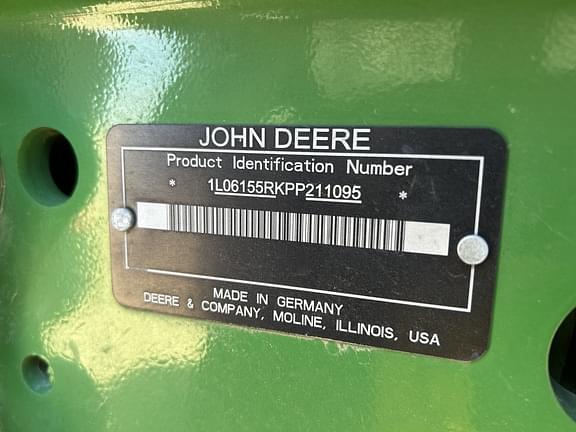 JOHN DEERE
Product Identification Number
* 1L06155RKPP211095 *
MADE IN GERMANY
DEERE & COMPANY, MOLINE, ILLINOIS, USA